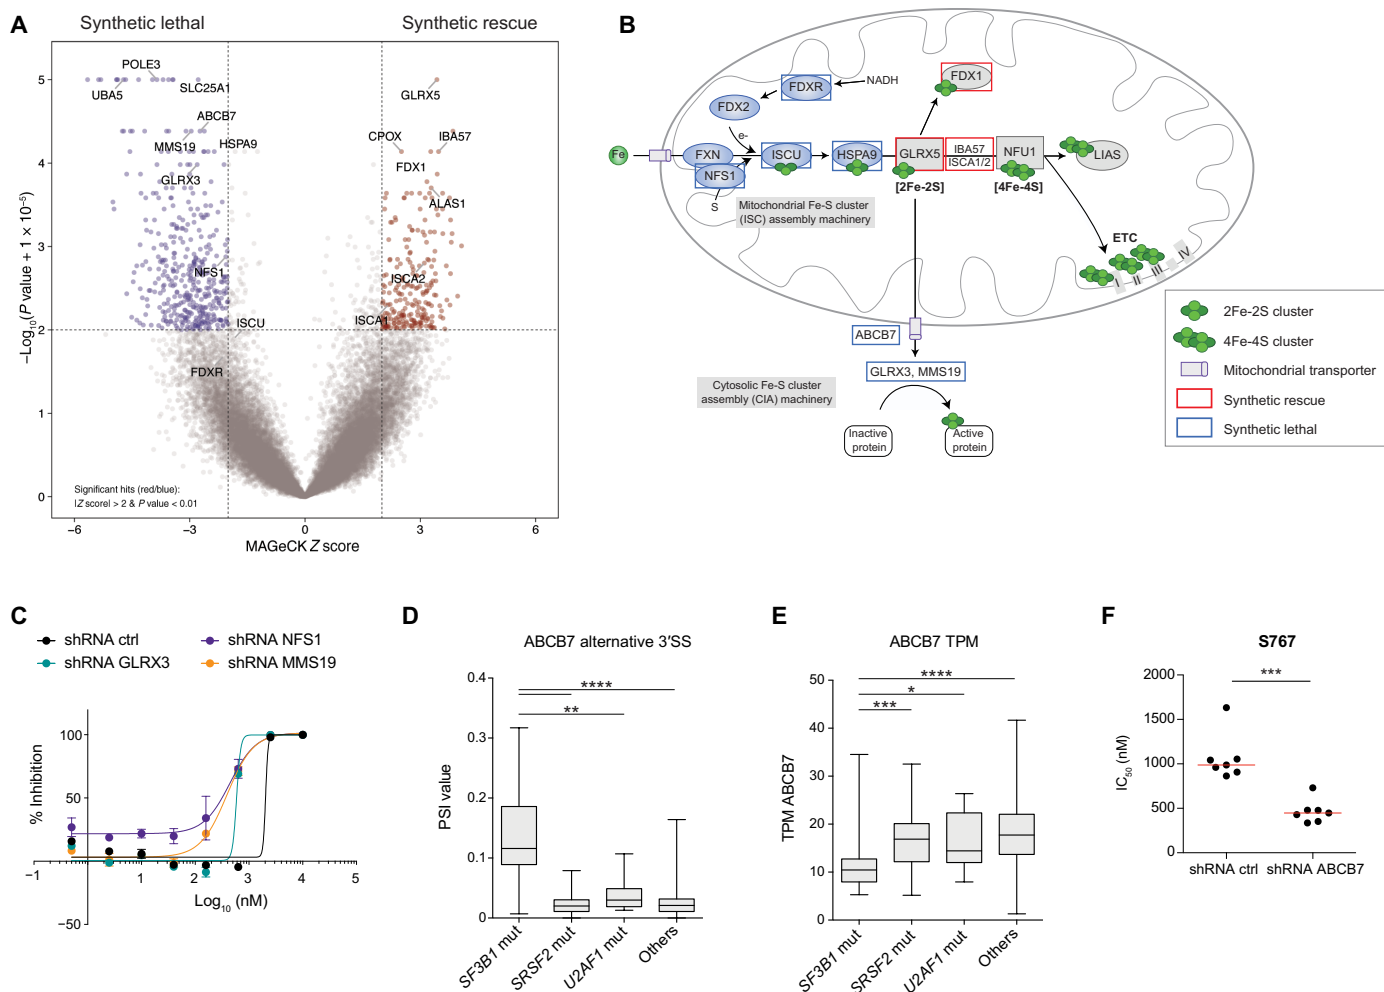 A
Synthetic lethal
Synthetic rescue
−Log10(P value + 1 × 10−5)
5
4
3
2
1
0
POLE3
UBA5
SLC25A1
ABCB7
MMS19
HSPA9
GLRX3
NFS1
ISCU
FDXR
GLRX5
CPOX
IBA57
FDX1
ALAS1
ISCA2
ISCA1
Significant hits (red/blue):
|Z score| > 2 & P value < 0.01
−6
−3
0
3
6
MAGeCK Z score
B
FDX1
FDXR
NADH
FDX2
e-
Fe
FXN
NFS1
S
ISCU
HSPA9
GLRX5
IBA57
ISCA1/2
NFU1
LIAS
[2Fe-2S]
[4Fe-4S]
Mitochondrial Fe-S cluster
(ISC) assembly machinery
ETC
I
II
III
IV
ABCB7
GLRX3, MMS19
Cytosolic Fe-S cluster
assembly (CIA) machinery
Inactive
protein
Active
protein
2Fe-2S cluster
4Fe-4S cluster
Mitochondrial transporter
Synthetic rescue
Synthetic lethal
C
shRNA ctrl
shRNA NFS1
shRNA GLRX3
shRNA MMS19
% Inhibition
100
50
−50
−1
1
2
3
4
5
Log10 (nM)
D
ABCB7 alternative 3′SS
PSI value
0.4
0.3
0.2
0.1
0
****
**
SF3B1 mut
SRSF2 mut
U2AF1 mut
Others
E
ABCB7 TPM
TPM ABCB7
50
40
30
20
10
0
****
*
***
SF3B1 mut
SRSF2 mut
U2AF1 mut
Others
F
S767
***
IC50 (nM)
2000
1500
1000
500
0
shRNA ctrl
shRNA ABCB7